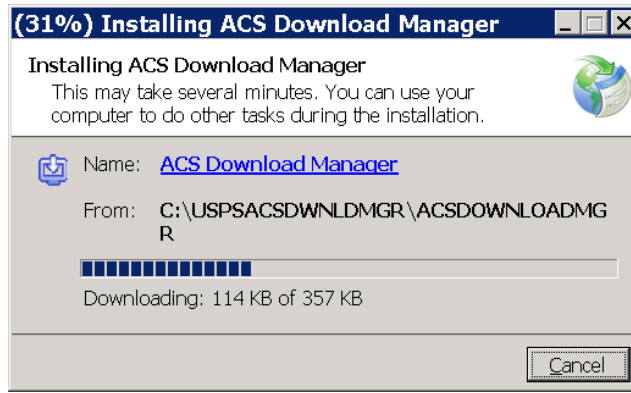 (31%) Installing ACS Download Manager
Installing ACS Download Manager
This may take several minutes. You can use your
computer to do other tasks during the installation.
Name: ACS Download Manager
From: C:\USPSACSDWNLDMGR\ACSDOWNLOADMG
R
Downloading: 114 KB of 357 KB
Cancel